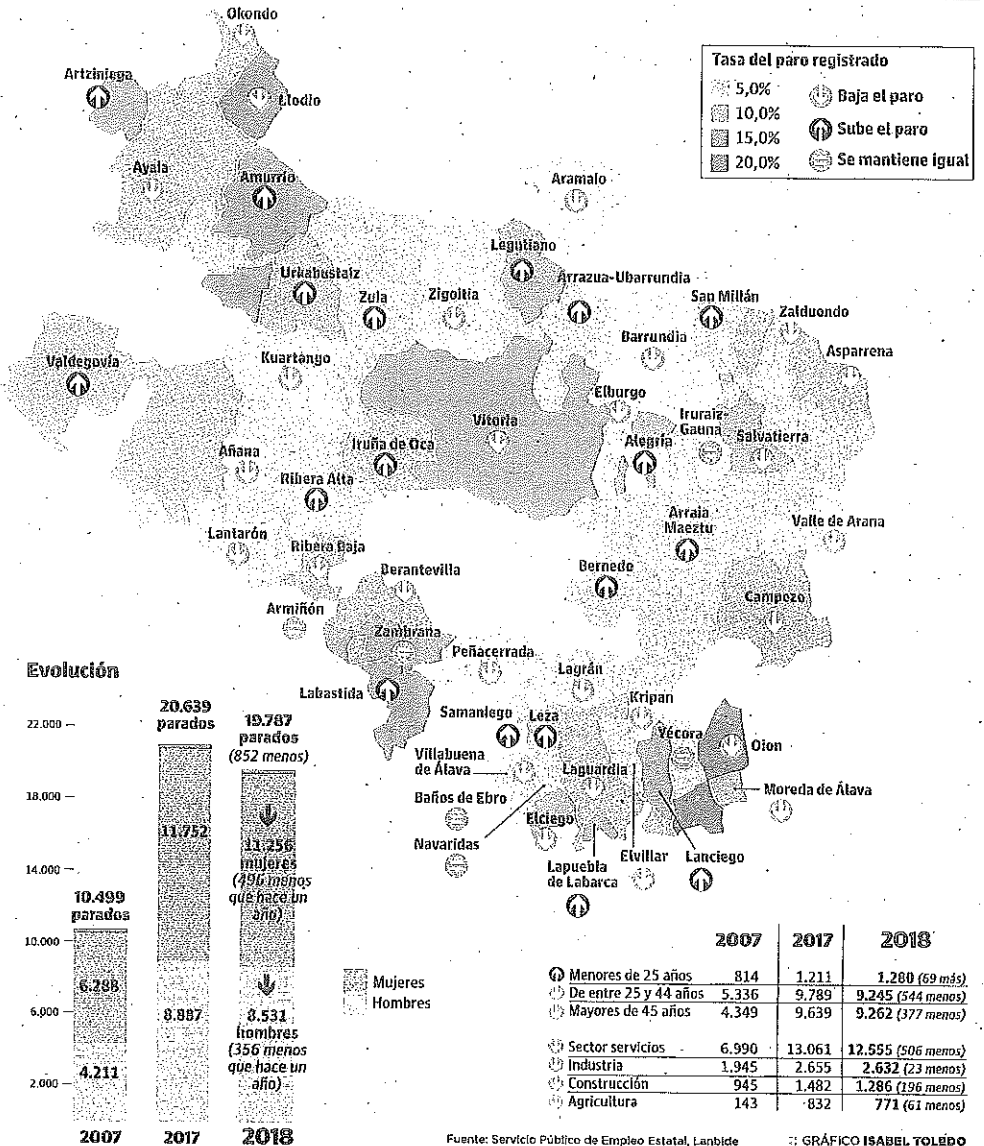 Okondo
Artziniega
Llodio
Tasa del paro registrado
5,0%
10,0%
15,0%
20,0%
Baja el paro
Sube el paro
Se mantiene igual
Ayala
Amurrio
Aramaio
Legutiano
Urkabustaiz
Arrazua-Ubarrundia
Zuia
Zigoitia
San Millán
Zalduondo
Barrundia
Valdegovía
Kuartango
Asparrena
Elburgo
Vitoria
Iruraiz-
Gauna
Iruña de Oca
Alegría
Salvatierra
Añana
Ribera Alta
Arraia
Maeztu
Valle de Arana
Lantarón
Ribera Baja
Berantevilla
Bernedo
Armiñón
Campezo
Zambrana
Peñacerrada
Lagrán
Labastida
Kripan
Samaniego
Leza
Yécora
Oion
Villabuena
de Álava
Laguardia
Moreda de Álava
Baños de Ebro
Elciego
Navaridas
Lapuebla
de Labarca
Elvillar
Lanciego
Evolución
22.000
18.000
14.000
10.000
6.000
2.000
10.499
parados
6.288
4.211
2007
20.639
parados
11.752
8.887
2017
19.787
parados
(852 menos)
11.256
mujeres
(496 menos
que hace un
año)
8.531
hombres
(356 menos
que hace un
año)
2018
Mujeres
Hombres
2007 2017 2018
Menores de 25 años 814 1.211 1.280 (69 más)
De entre 25 y 44 años 5.336 9.789 9.245 (544 menos)
Mayores de 45 años 4.349 9.639 9.262 (377 menos)
Sector servicios 6.990 13.061 12.555 (506 menos)
Industria 1.945 2.655 2.632 (23 menos)
Construcción 945 1.482 1.286 (196 menos)
Agricultura 143 832 771 (61 menos)
Fuente: Servicio Público de Empleo Estatal, Lanbide
:: GRÁFICO ISABEL TOLEDO